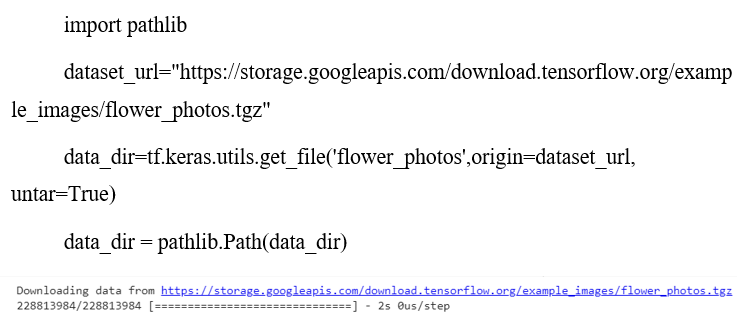 import pathlib
dataset_url="https://storage.googleapis.com/download.tensorflow.org/examp
le_images/flower_photos.tgz"
data_dir=tf.keras.utils.get_file('flower_photos',origin=dataset_url,
untar=True)
data_dir = pathlib.Path(data_dir)
Downloading data from https://storage.googleapis.com/download.tensorflow.org/example_images/flower_photos.tgz
228813984/228813984 [==============================] - 2s 0us/step